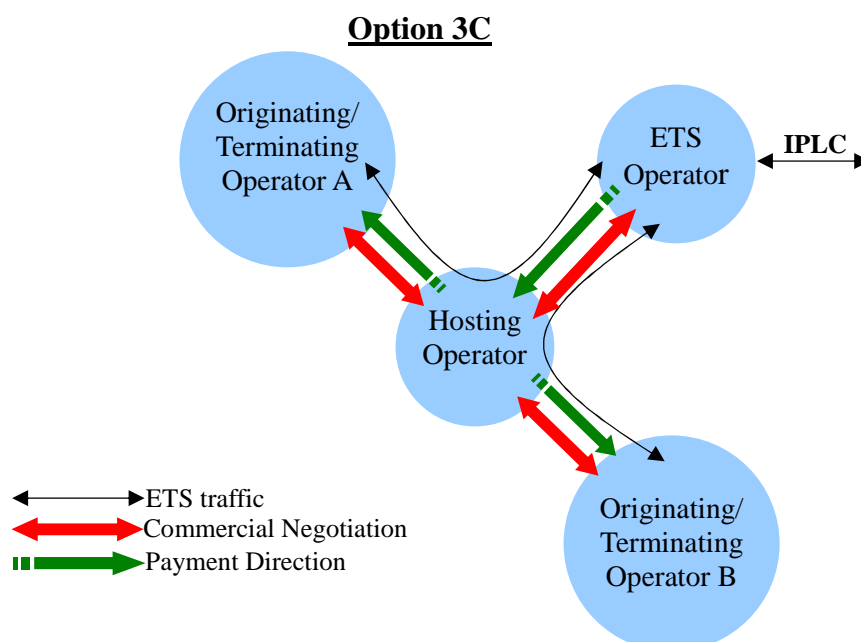 Option 3C
Originating/
Terminating
Operator A
ETS
Operator
IPLC
Hosting
Operator
Originating/
Terminating
Operator B
ETS traffic
Commercial Negotiation
Payment Direction